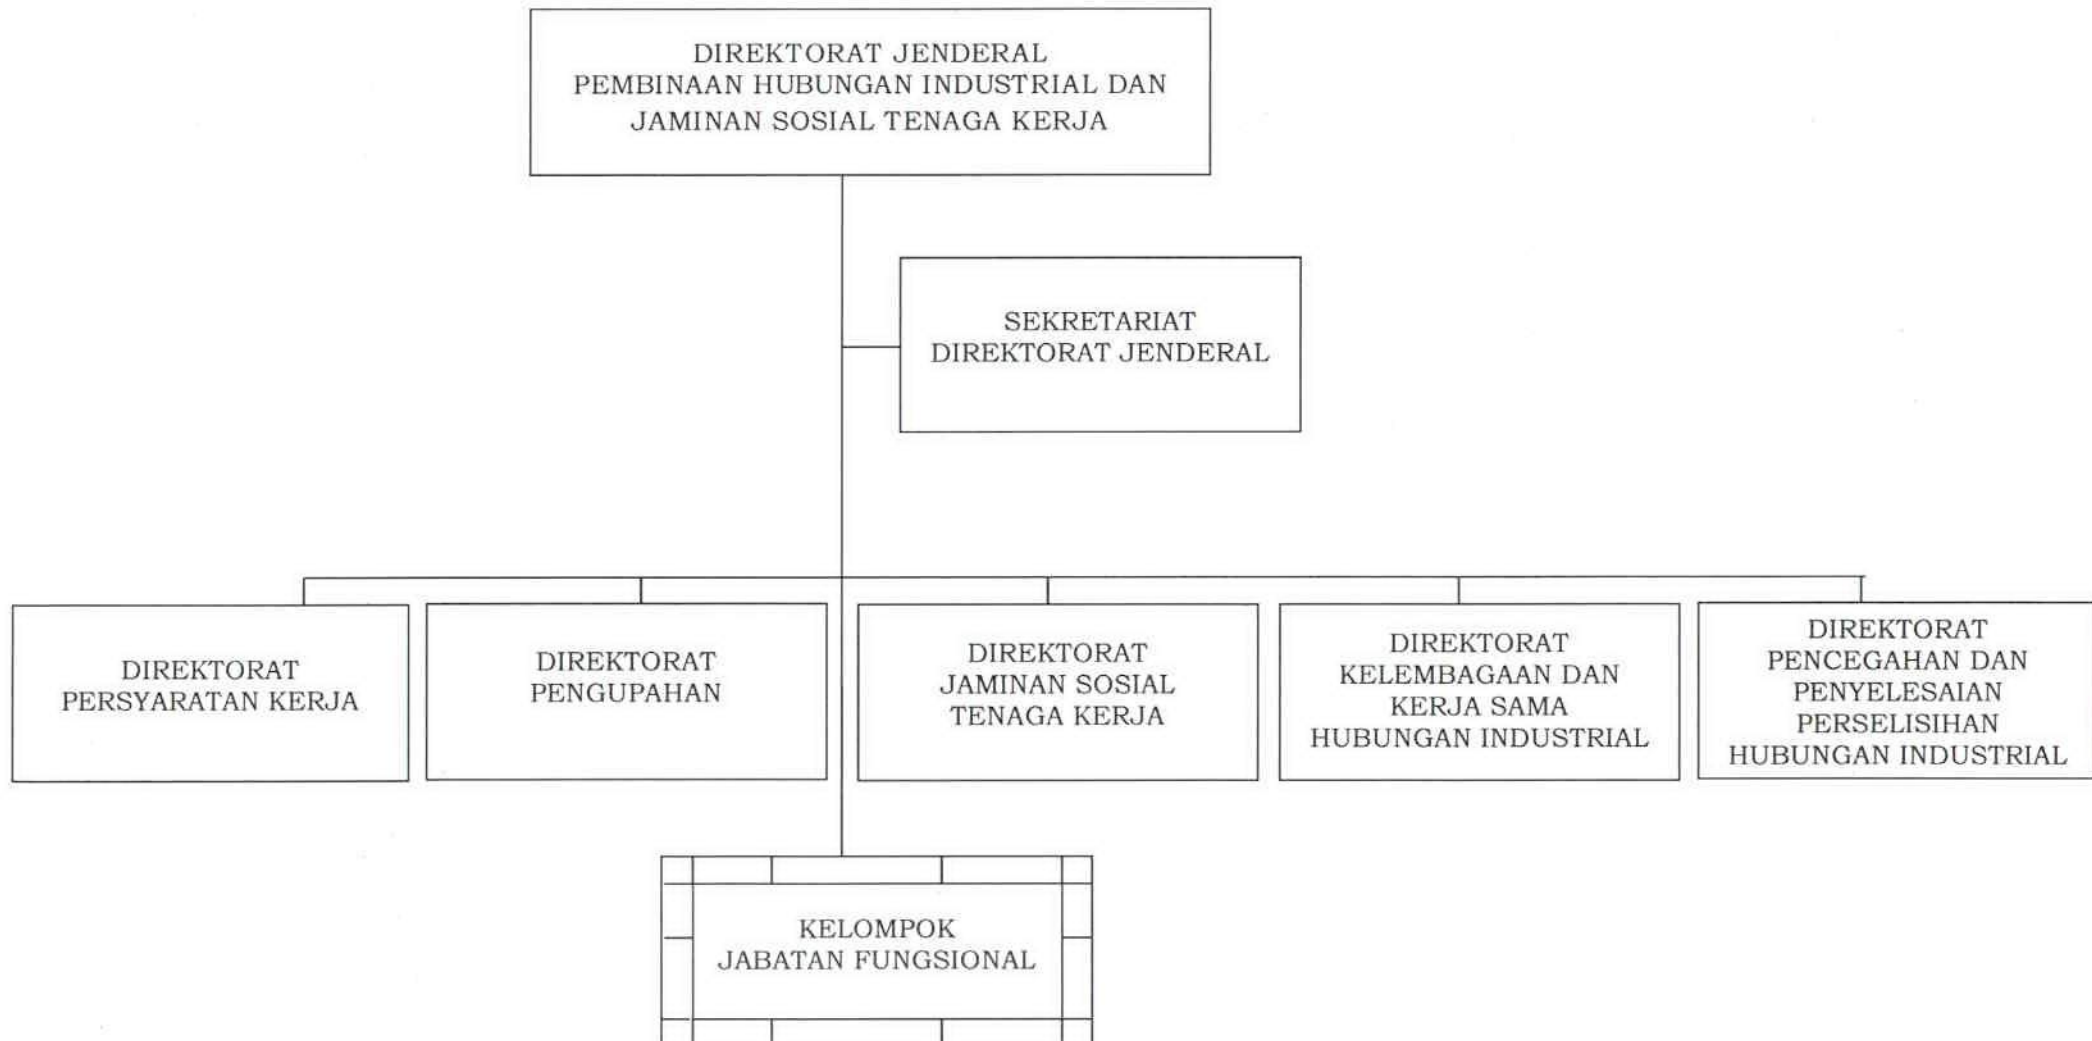 DIREKTORAT JENDERAL
PEMBINAAN HUBUNGAN INDUSTRIAL DAN
JAMINAN SOSIAL TENAGA KERJA
SEKRETARIAT
DIREKTORAT JENDERAL
DIREKTORAT
PERSYARATAN KERJA
DIREKTORAT
PENGUPAHAN
DIREKTORAT
JAMINAN SOSIAL
TENAGA KERJA
DIREKTORAT
KELEMBAGAAN DAN
KERJA SAMA
HUBUNGAN INDUSTRIAL
DIREKTORAT
PENCEGAHAN DAN
PENYELESAIAN
PERSELISIHAN
HUBUNGAN INDUSTRIAL
KELOMPOK
JABATAN FUNGSIONAL